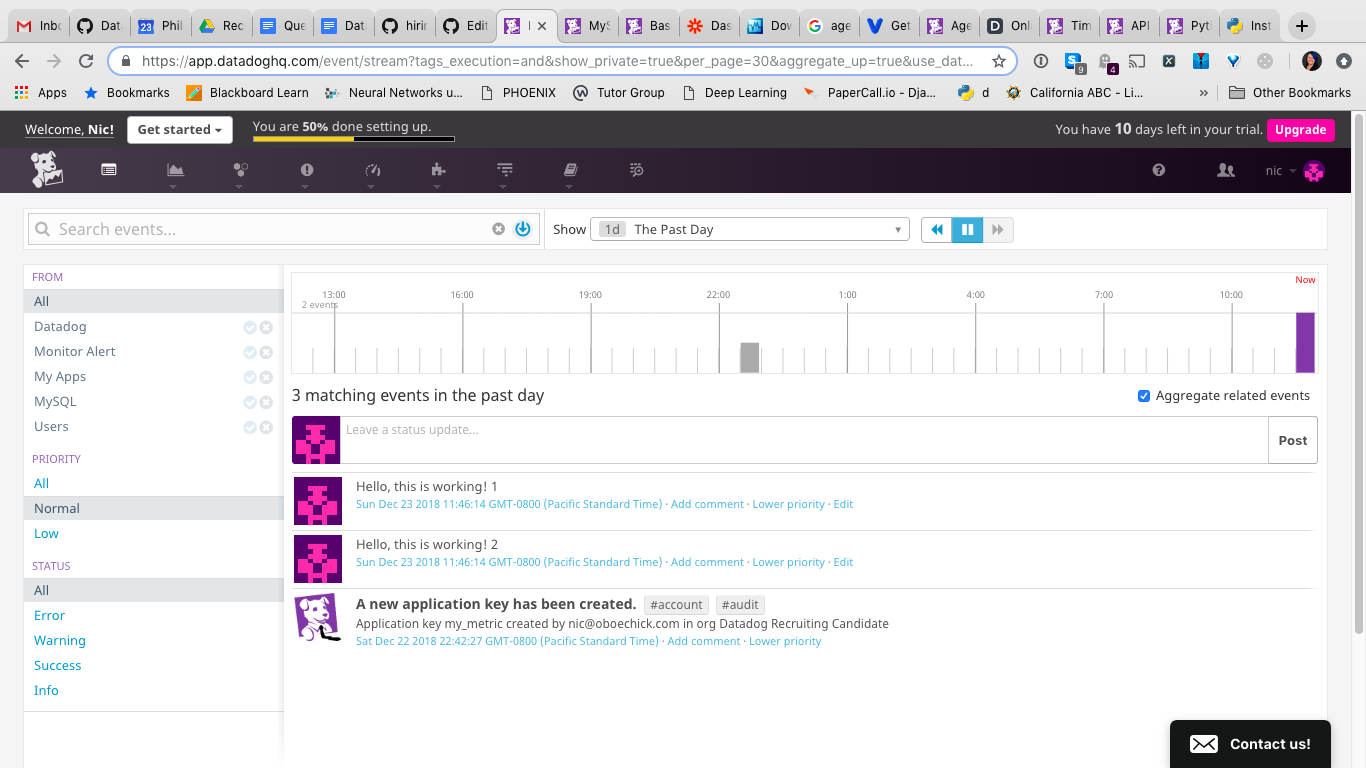 Inbo
Data
23
Phil
Rec
Que
Data
hirin
Edit
MyS
Bas
Das
Dow
age
Get
Age
D
Onl
Tim
API
Pyt
Inst
https://app.datadoghq.com/event/stream?tags_execution=and&show_private=true&per_page=30&aggregate_up=true&use_dat...
9
4
Apps
Bookmarks
Blackboard Learn
Neural Networks u...
PHOENIX
Tutor Group
Deep Learning
PaperCall.io - Dja...
d
California ABC - Li...
»
Other Bookmarks
Welcome, Nic!
Get started
You are 50% done setting up.
You have 10 days left in your trial.
Upgrade
nic
Search events...
Show
1d
The Past Day
FROM
All
Datadog
Monitor Alert
My Apps
MySQL
Users
PRIORITY
All
Normal
Low
STATUS
All
Error
Warning
Success
Info
Now
13:00
16:00
19:00
22:00
1:00
4:00
7:00
10:00
2 events
3 matching events in the past day
Aggregate related events
Leave a status update...
Post
Hello, this is working! 1
Sun Dec 23 2018 11:46:14 GMT-0800 (Pacific Standard Time) · Add comment · Lower priority · Edit
Hello, this is working! 2
Sun Dec 23 2018 11:46:14 GMT-0800 (Pacific Standard Time) · Add comment · Lower priority · Edit
A new application key has been created. #account #audit
Application key my_metric created by nic@oboechick.com in org Datadog Recruiting Candidate
Sat Dec 22 2018 22:42:27 GMT-0800 (Pacific Standard Time) · Add comment · Lower priority
Contact us!